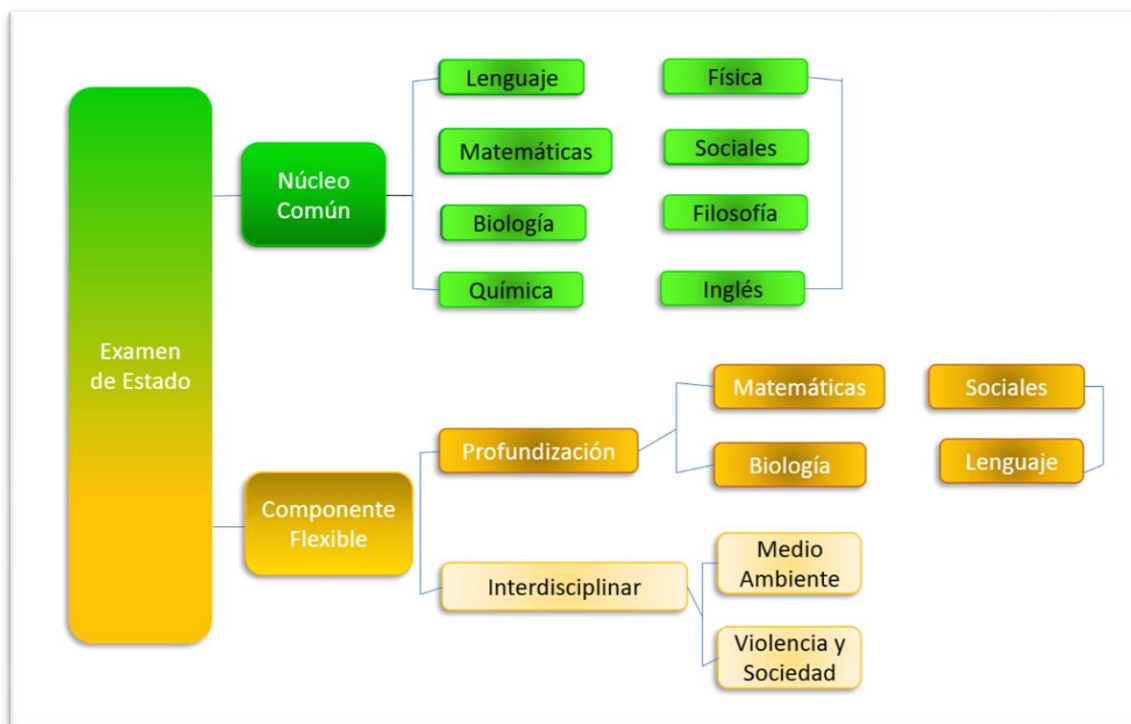 Examen
de Estado
Núcleo
Común
Lenguaje
Matemáticas
Biología
Química
Física
Sociales
Filosofía
Inglés
Componente
Flexible
Profundización
Matemáticas
Biología
Sociales
Lenguaje
Interdisciplinar
Medio
Ambiente
Violencia y
Sociedad